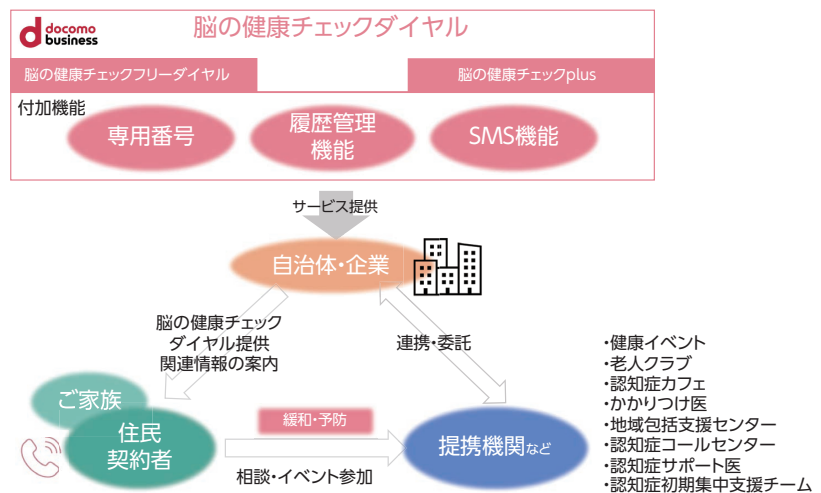 docomo
business
脳の健康チェックダイヤル
脳の健康チェックフリーダイヤル
脳の健康チェックplus
付加機能
専用番号
履歴管理
機能
SMS機能
サービス提供
自治体・企業
脳の健康チェック
ダイヤル提供
関連情報の案内
連携・委託
・健康イベント
・老人クラブ
・認知症カフェ
・かかりつけ医
・地域包括支援センター
・認知症コールセンター
・認知症サポート医
・認知症初期集中支援チーム
ご家族
住民
契約者
緩和・予防
相談・イベント参加
提携機関など